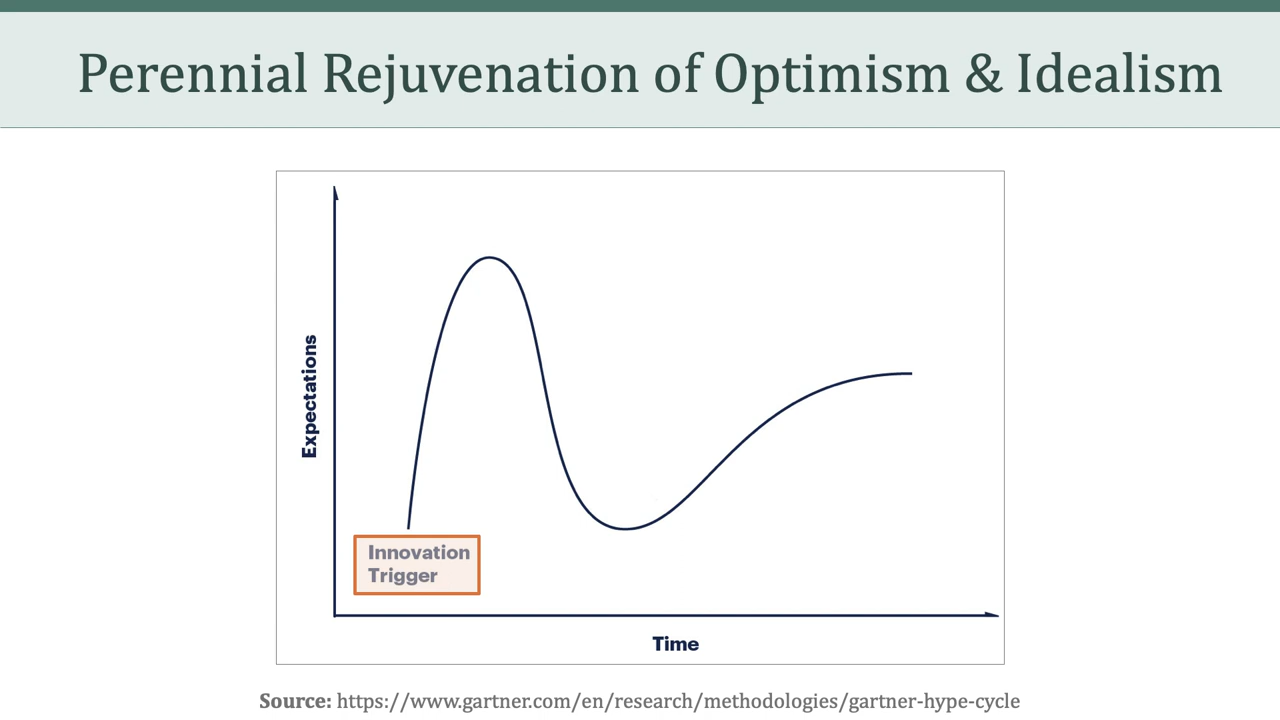 Perennial Rejuvenation of Optimism & Idealism
Expectations
Innovation
Trigger
Time
Source: https://www.gartner.com/en/research/methodologies/gartner-hype-cycle